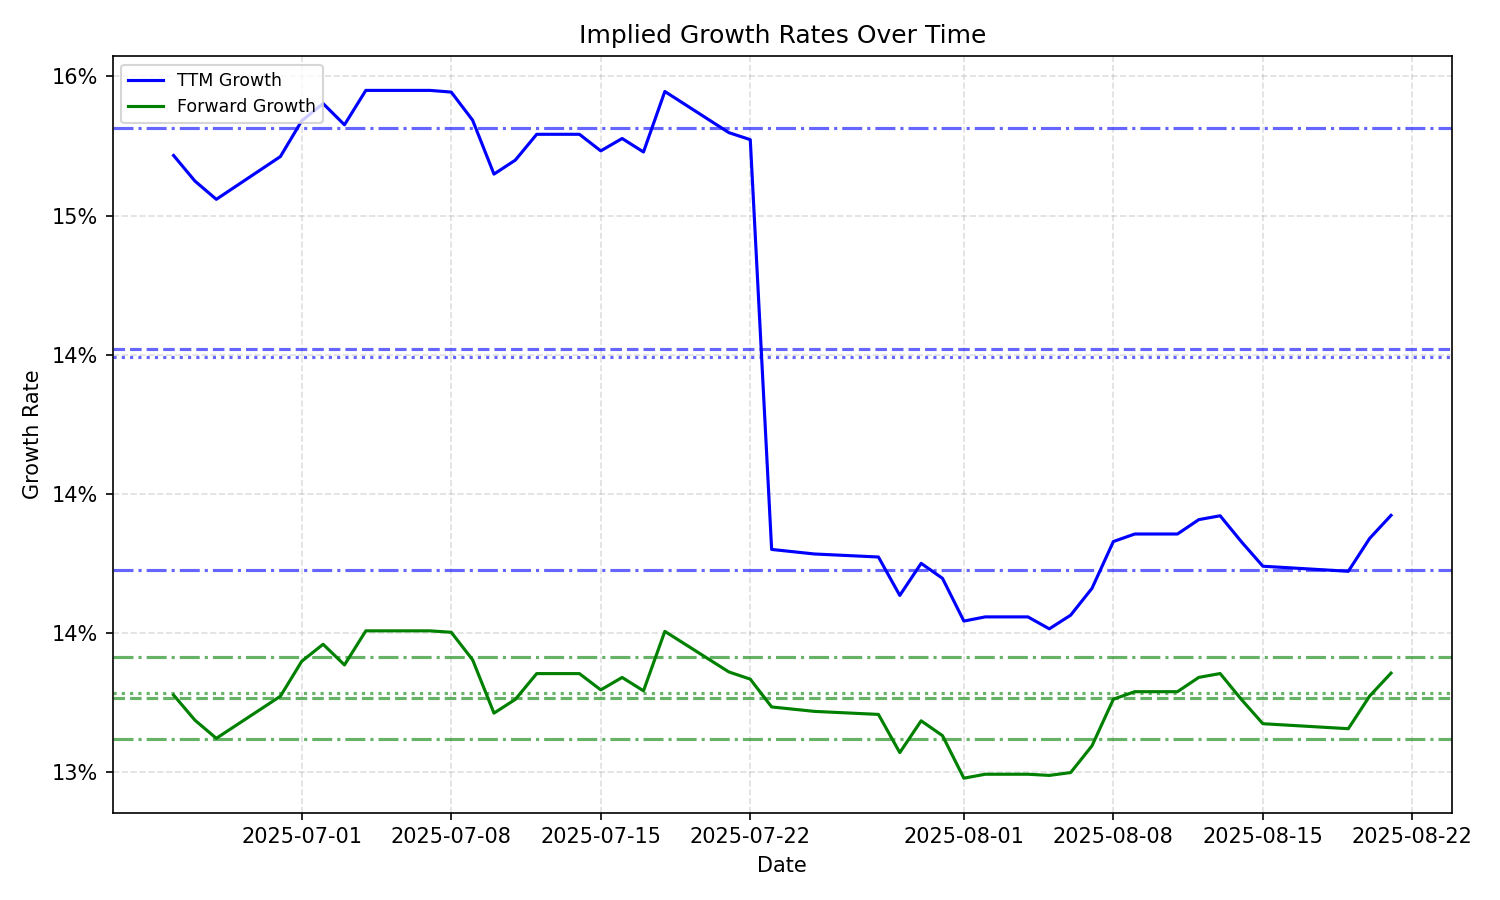 Implied Growth Rates Over Time
TTM Growth
Forward Growth
16%
15%
14%
14%
14%
13%
Growth Rate
2025-07-01
2025-07-08
2025-07-15
2025-07-22
2025-08-01
2025-08-08
2025-08-15
2025-08-22
Date